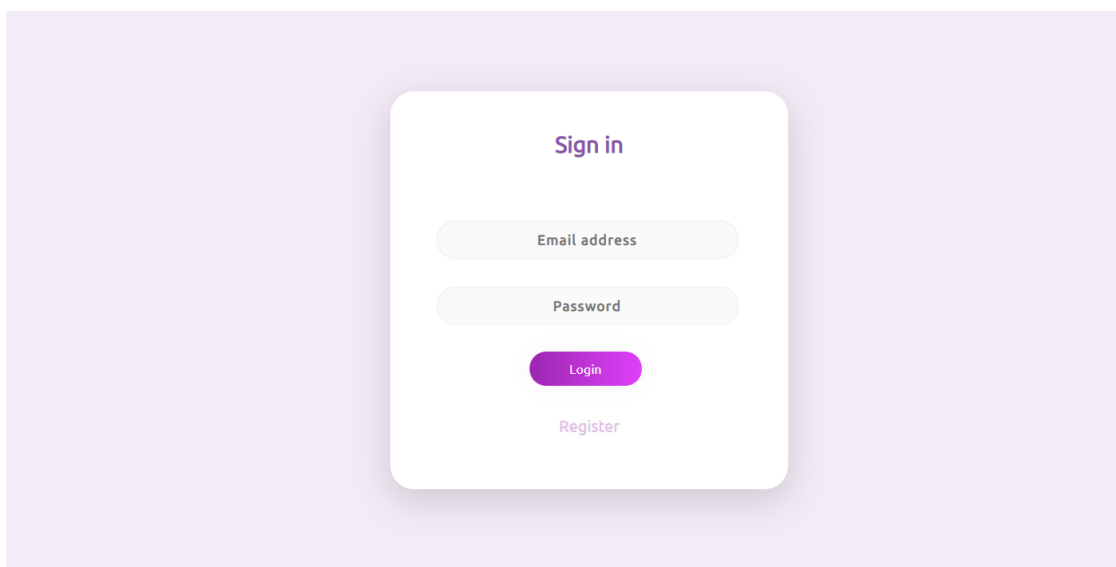 Sign in
Email address
Password
Login
Register